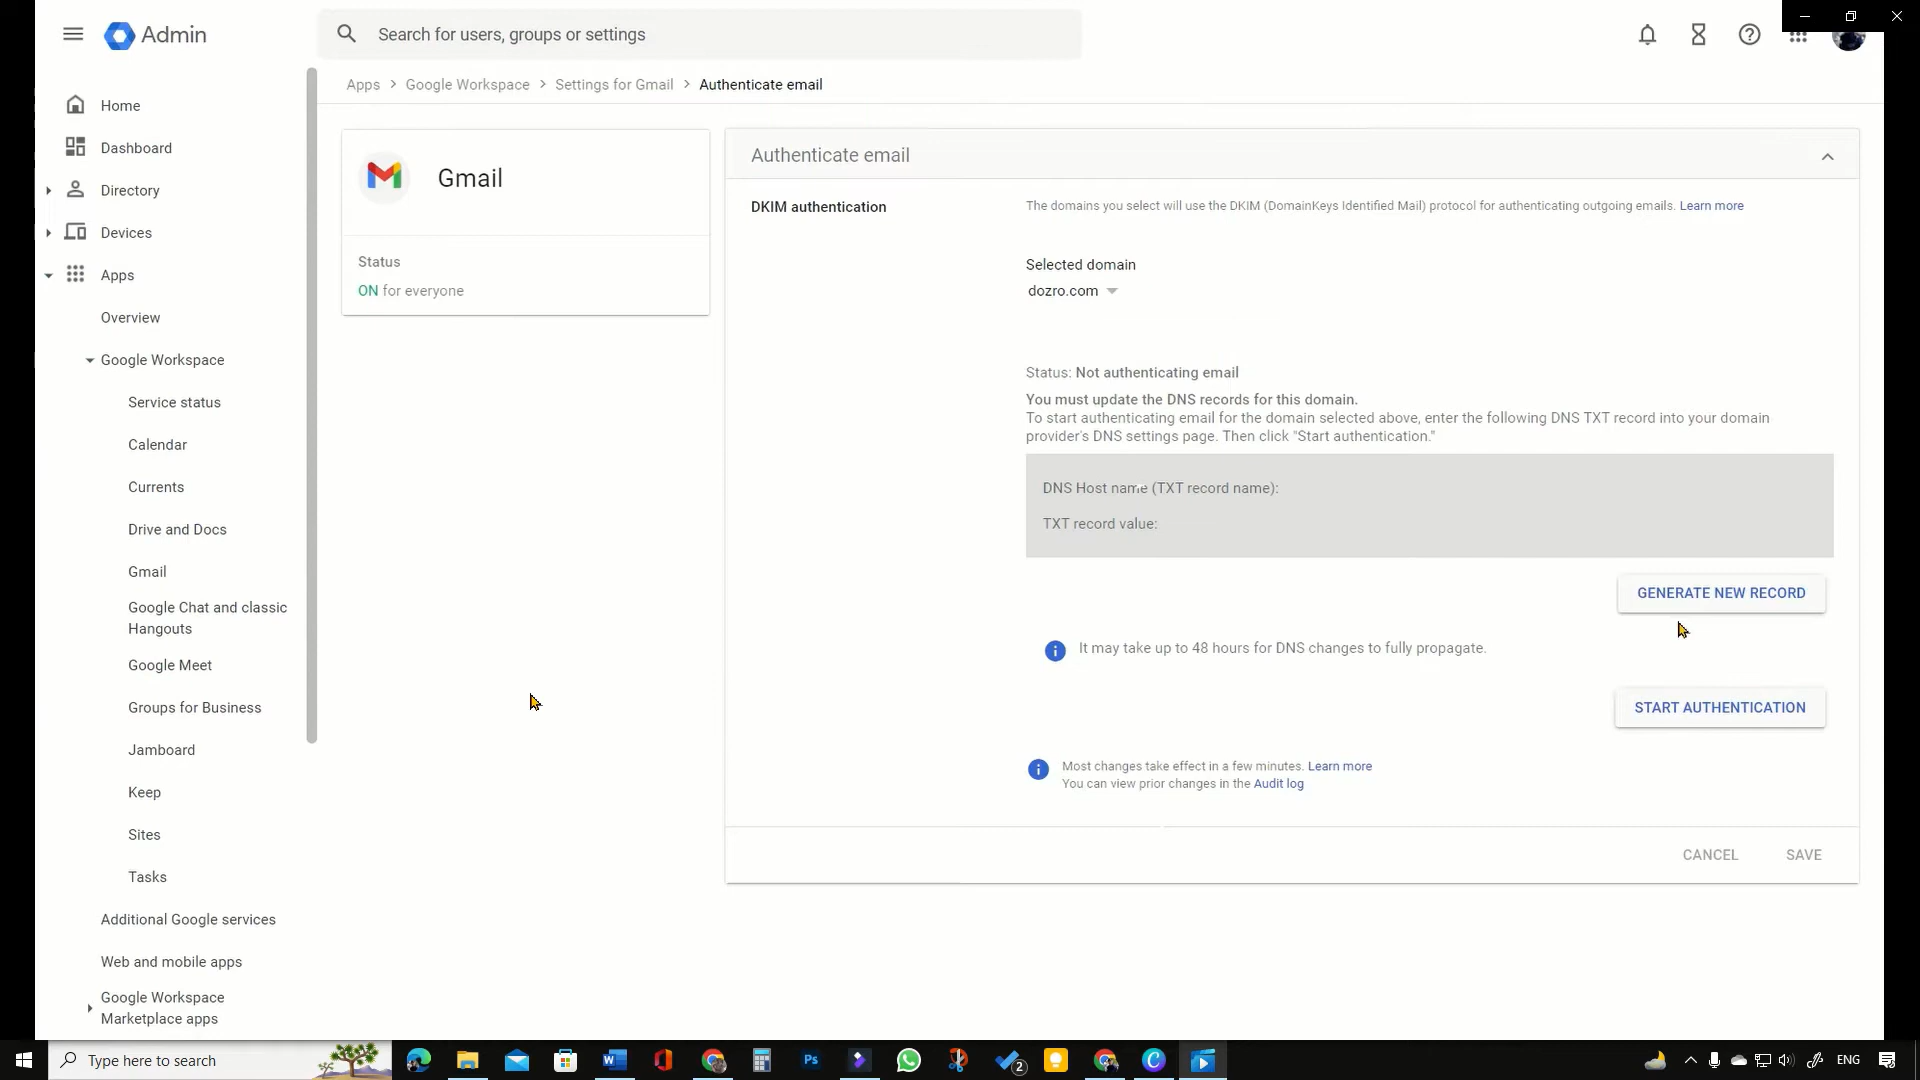 Admin
Search for users, groups or settings
Apps > Google Workspace > Settings for Gmail > Authenticate email
Home
Dashboard
Directory
Devices
Apps
Overview
Google Workspace
Service status
Calendar
Currents
Drive and Docs
Gmail
Google Chat and classic
Hangouts
Google Meet
Groups for Business
Jamboard
Keep
Sites
Tasks
Additional Google services
Web and mobile apps
Google Workspace
Marketplace apps
Gmail
Status
ON for everyone
Authenticate email
DKIM authentication
The domains you select will use the DKIM (DomainKeys Identified Mail) protocol for authenticating outgoing emails. Learn more
Selected domain
dozro.com
Status: Not authenticating email
You must update the DNS records for this domain.
To start authenticating email for the domain selected above, enter the following DNS TXT record into your domain
provider's DNS settings page. Then click "Start authentication."
DNS Host name (TXT record name):
TXT record value:
GENERATE NEW RECORD
It may take up to 48 hours for DNS changes to fully propagate.
START AUTHENTICATION
Most changes take effect in a few minutes. Learn more
You can view prior changes in the Audit log
CANCEL SAVE
Type here to search
Ps
2
ENG